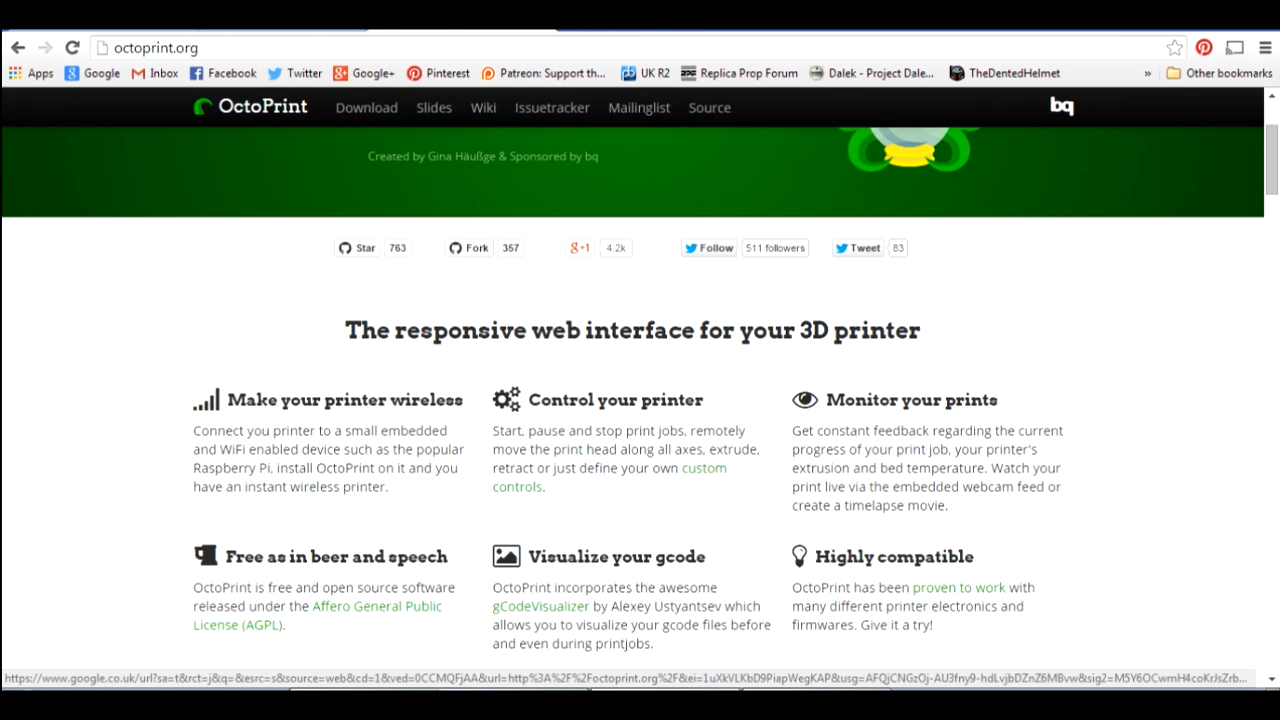 octoprint.org
Apps Google Inbox Facebook Twitter Google+ Pinterest Patreon: Support th... UK R2 Replica Prop Forum Dalek - Project Dale... TheDentedHelmet » Other bookmarks
OctoPrint Download Slides Wiki Issuetracker Mailinglist Source bq
Created by Gina Häußge & Sponsored by bq
Star 763 Fork 357 g+1 4.2k Follow 511 followers Tweet 83
The responsive web interface for your 3D printer
Make your printer wireless
Connect you printer to a small embedded
and WiFi enabled device such as the popular
Raspberry Pi, install OctoPrint on it and you
have an instant wireless printer.
Control your printer
Start, pause and stop print jobs, remotely
move the print head along all axes, extrude,
retract or just define your own custom
controls.
Monitor your prints
Get constant feedback regarding the current
progress of your print job, your printer's
extrusion and bed temperature. Watch your
print live via the embedded webcam feed or
create a timelapse movie.
Free as in beer and speech
OctoPrint is free and open source software
released under the Affero General Public
License (AGPL).
Visualize your gcode
OctoPrint incorporates the awesome
gCodeVisualizer by Alexey Ustyantsev which
allows you to visualize your gcode files before
and even during printjobs.
Highly compatible
OctoPrint has been proven to work with
many different printer electronics and
firmwares. Give it a try!